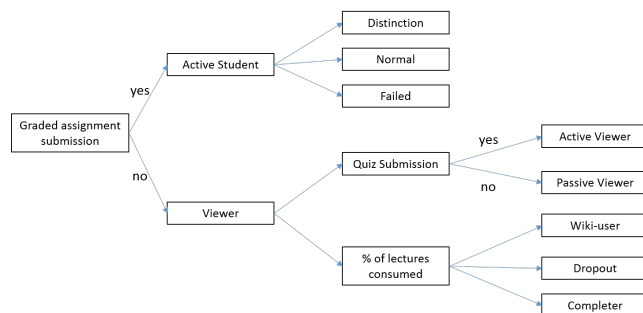 Distinction
Active Student
Normal
yes
Failed
Graded assignment
submission
yes
Active Viewer
Quiz Submission
no
no
Passive Viewer
Viewer
Wiki-user
% of lectures
consumed
Dropout
Completer